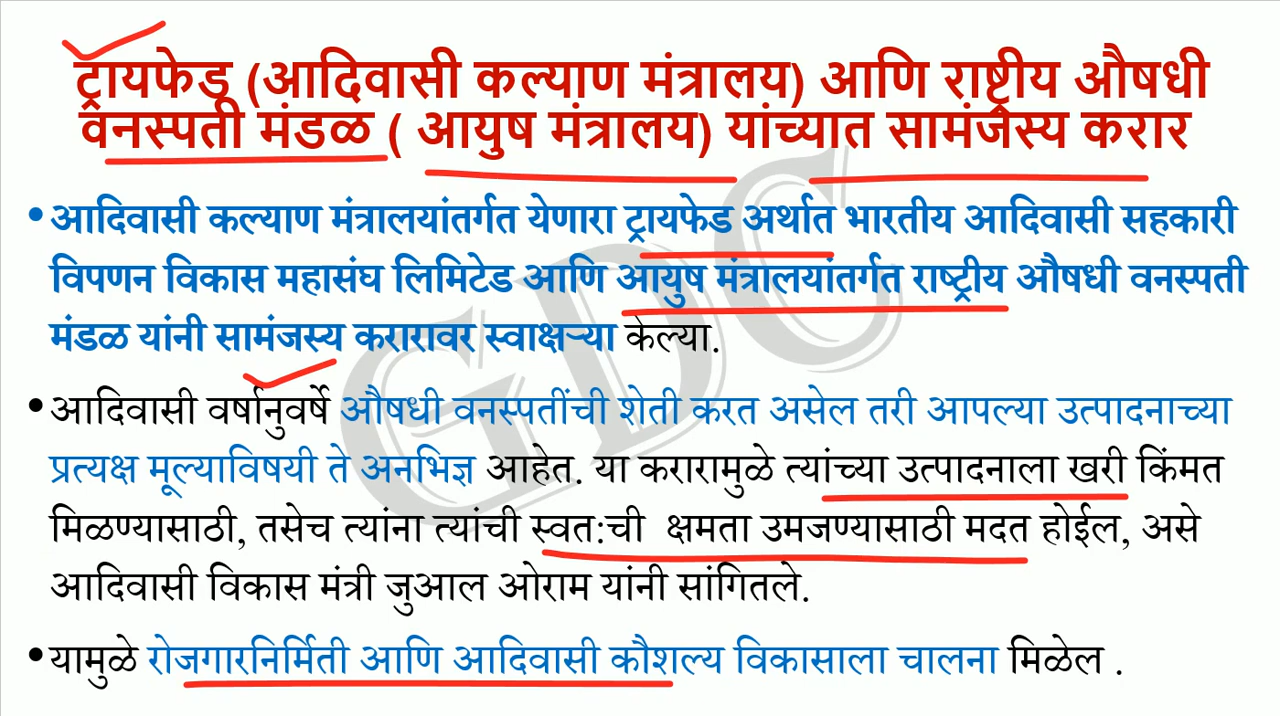 ट्रायफेड (आदिवासी कल्याण मंत्रालय) आणि राष्ट्रीय औषधी
वनस्पती मंडळ ( आयुष मंत्रालय) यांच्यात सामंजस्य करार
•आदिवासी कल्याण मंत्रालयांतर्गत येणारा ट्रायफेड अर्थात भारतीय आदिवासी सहकारी
विपणन विकास महासंघ लिमिटेड आणि आयुष मंत्रालयांतर्गत राष्ट्रीय औषधी वनस्पती
मंडळ यांनी सामंजस्य करारावर स्वाक्षऱ्या केल्या.
•आदिवासी वर्षानुवर्षे औषधी वनस्पतींची शेती करत असेल तरी आपल्या उत्पादनाच्या
प्रत्यक्ष मूल्याविषयी ते अनभिज्ञ आहेत. या करारामुळे त्यांच्या उत्पादनाला खरी किंमत
मिळण्यासाठी, तसेच त्यांना त्यांची स्वत:ची क्षमता उमजण्यासाठी मदत होईल, असे
आदिवासी विकास मंत्री जुआल ओराम यांनी सांगितले.
•यामुळे रोजगारनिर्मिती आणि आदिवासी कौशल्य विकासाला चालना मिळेल .
GDC